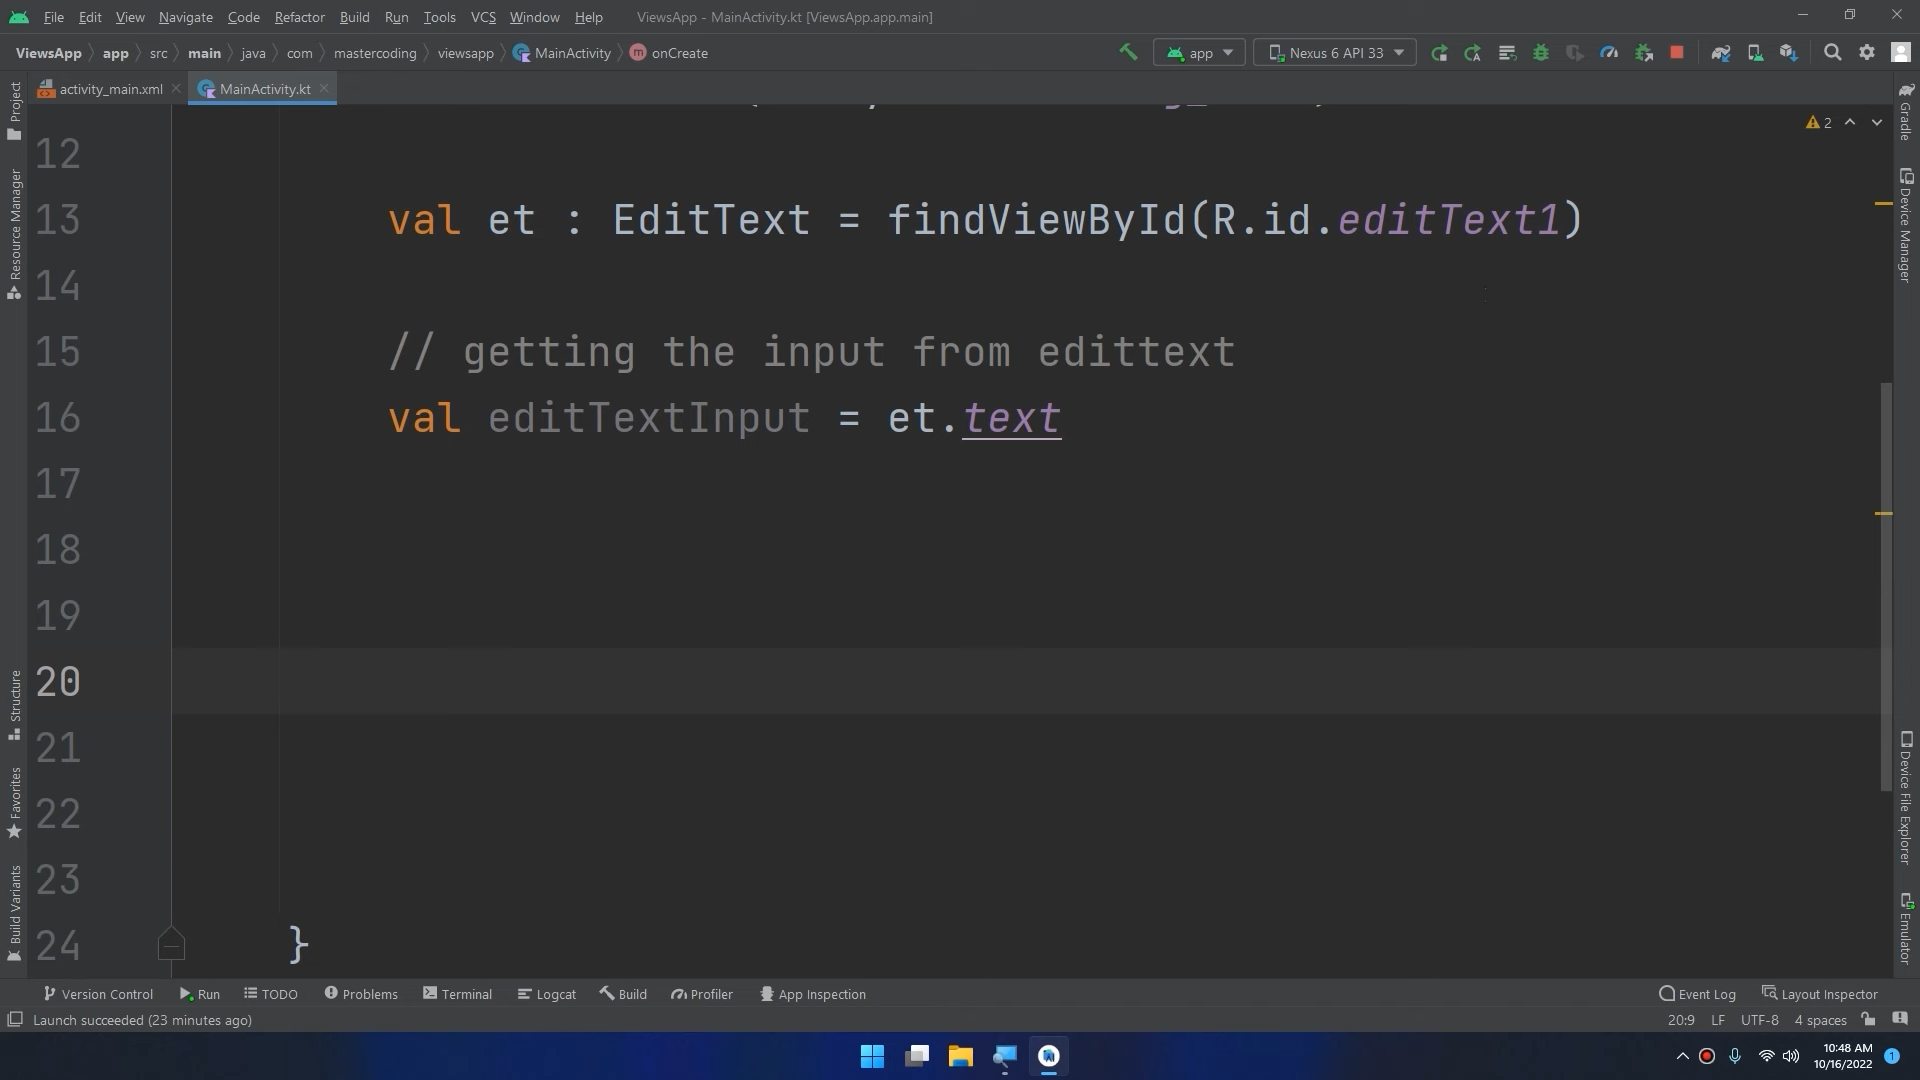 File Edit View Navigate Code Refactor Build Run Tools VCS Window Help ViewsApp - MainActivity.kt [ViewsApp.app.main]
ViewsApp app src main java com mastercoding viewsapp MainActivity m onCreate app Nexus 6 API 33
activity_main.xml MainActivity.kt
2
12
13 val et : EditText = findViewById(R.id.editText1)
14
15 // getting the input from edittext
16 val editTextInput = et.text
17
18
19
20
21
22
23
24 }
Project
Resource Manager
Structure
Favorites
Build Variants
Gradle
Device Manager
Device File Explorer
Emulator
Version Control Run TODO Problems Terminal Logcat Build Profiler App Inspection Event Log Layout Inspector
Launch succeeded (23 minutes ago) 20:9 LF UTF-8 4 spaces
10:48 AM
10/16/2022
1